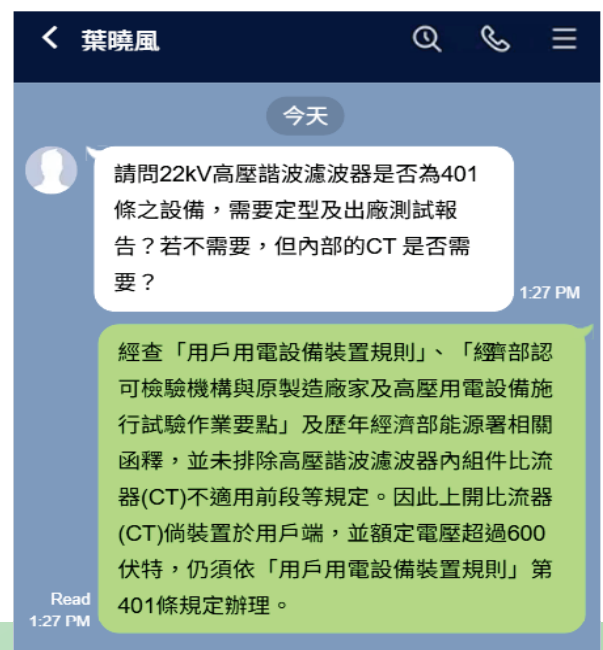 葉曉風
今天
請問22kV高壓諧波濾波器是否為401
條之設備，需要定型及出廠測試報
告？若不需要，但內部的CT 是否需
要？
1:27 PM
經查「用戶用電設備裝置規則」、「經濟部認
可檢驗機構與原製造廠家及高壓用電設備施
行試驗作業要點」及歷年經濟部能源署相關
函釋，並未排除高壓諧波濾波器內組件比流
器(CT)不適用前段等規定。因此上開比流器
(CT)倘裝置於用戶端，並額定電壓超過600
伏特，仍須依「用戶用電設備裝置規則」第
401條規定辦理。
Read
1:27 PM